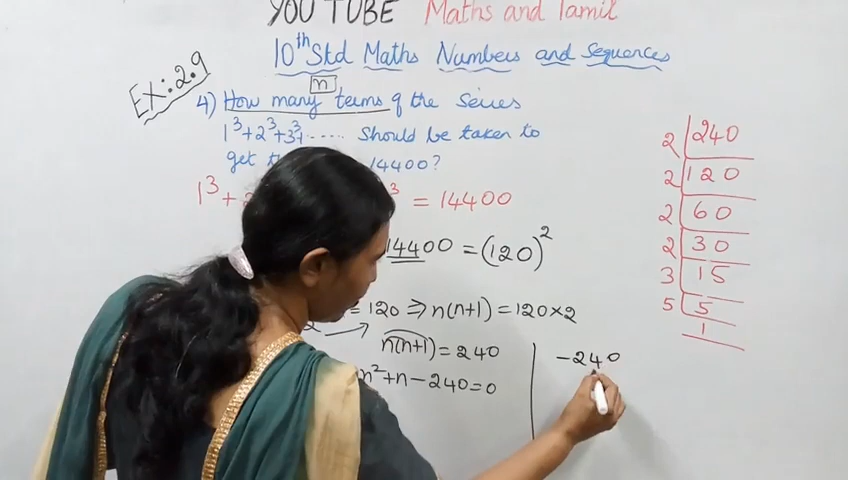 YOU TUBE Maths and Tamil
10th Std Maths Numbers and Sequences
EX:2.9
n
4) How many terms of the Series
1³+2³+3³+...... Should be taken to
get 14400?
1³+ ³ = 14400
14400 = (120)²
= 120 ⇒ n(n+1) = 120×2
n(n+1) = 240
n²+n-240=0
-240
2 | 240
2 | 120
2 | 60
2 | 30
3 | 15
5 | 5
1